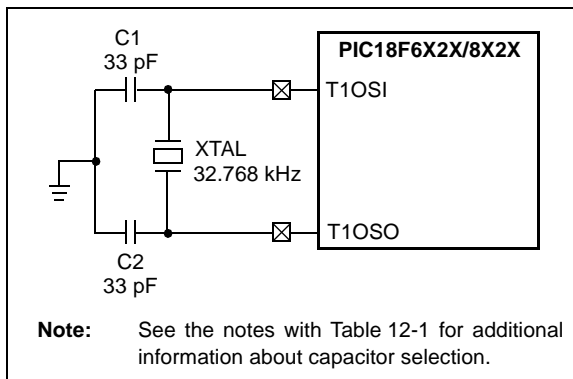 C1
33 pF
PIC18F6X2X/8X2X
T1OSI
XTAL
32.768 kHz
T1OSO
C2
33 pF
Note: See the notes with Table 12-1 for additional
information about capacitor selection.